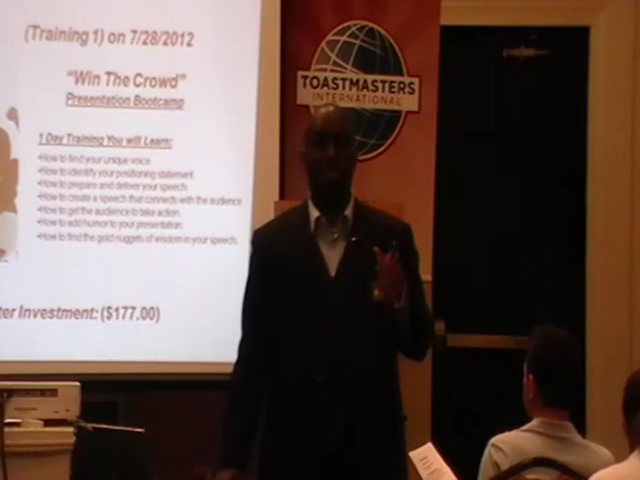 (Training 1) on 7/28/2012
"Win The Crowd"
Presentation Bootcamp
1 Day Training You will Learn:
•How to find your unique voice
•How to identify your positioning statement
•How to prepare and deliver your speech
•How to create a speech that connects with the audience
•How to get the audience to take action
•How to add humor to your presentation
•How to find the gold nuggets of wisdom in your speech
Investment: ($177.00)
TOASTMASTERS
INTERNATIONAL